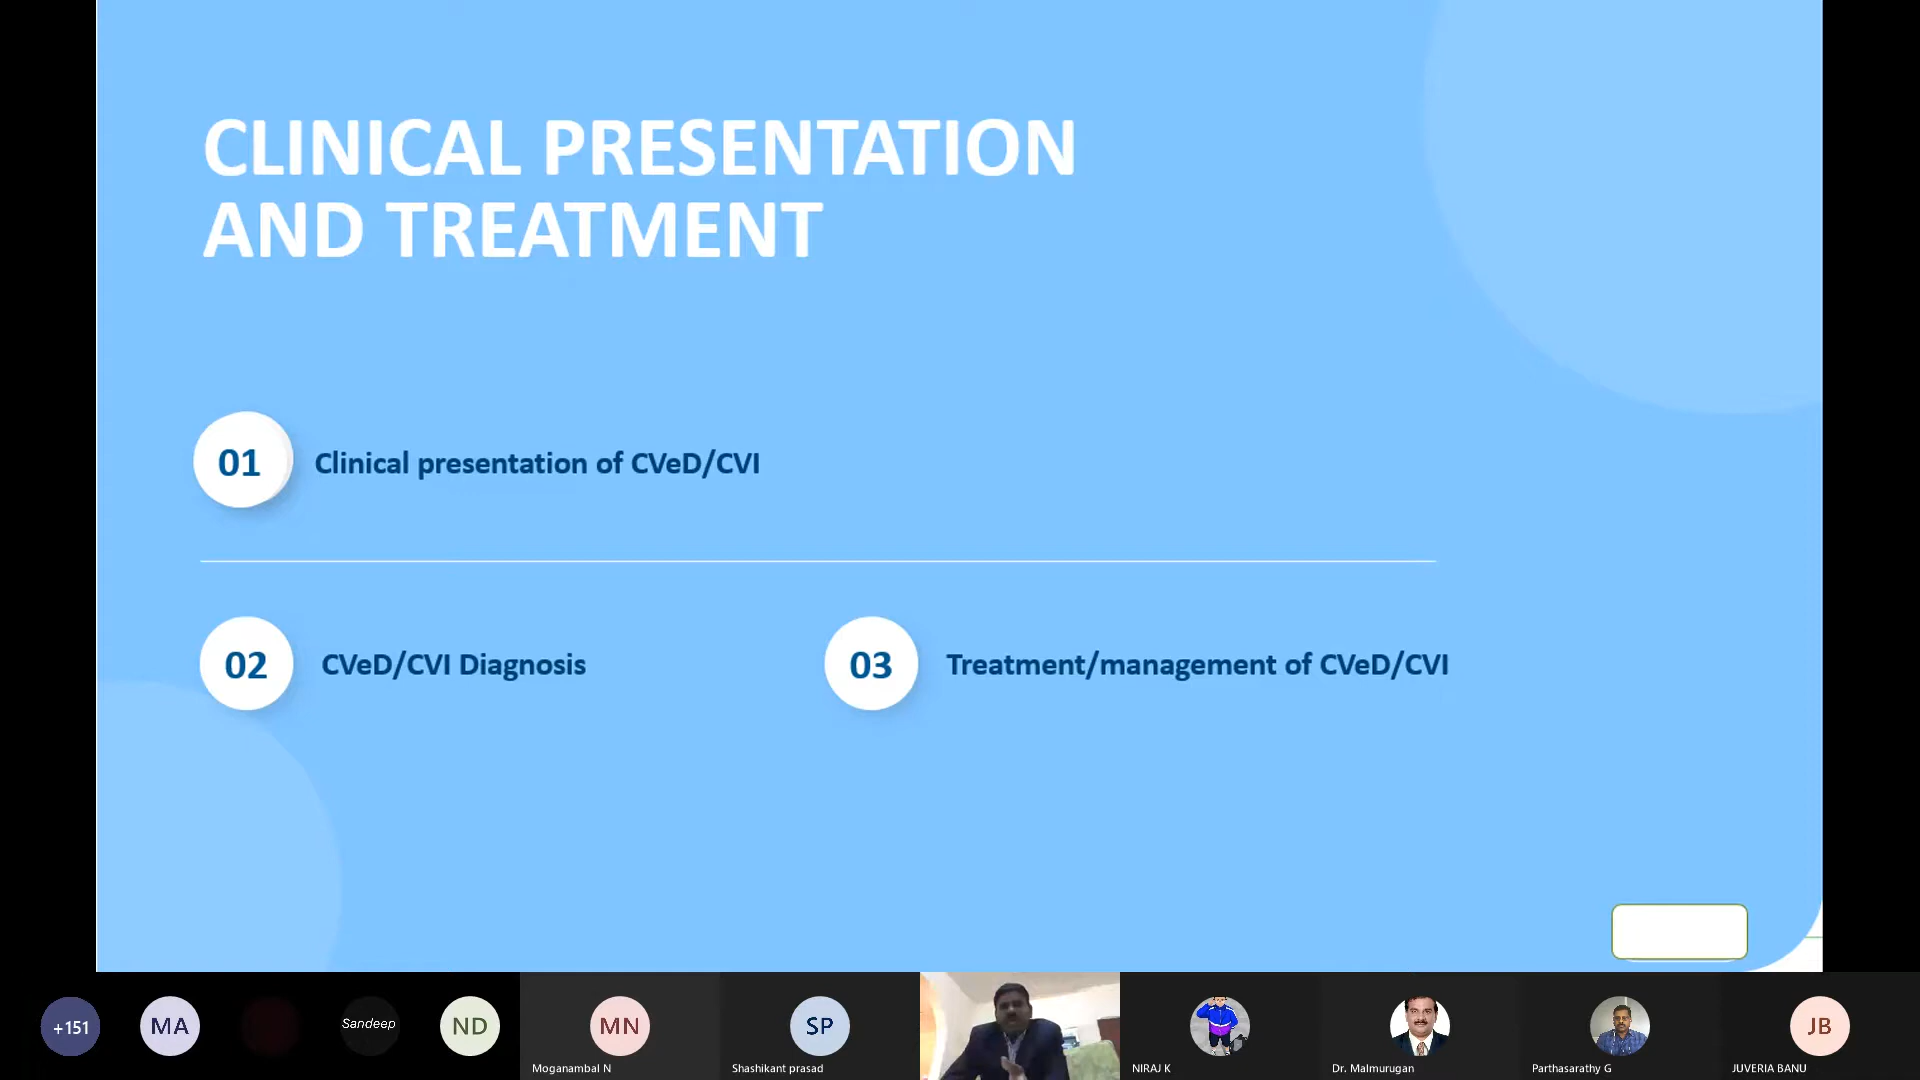 CLINICAL PRESENTATION
AND TREATMENT
01
Clinical presentation of CVeD/CVI
02
CVeD/CVI Diagnosis
03
Treatment/management of CVeD/CVI
+151
MA
Sandeep
ND
MN
Moganambal N
SP
Shashikant prasad
NIRAJ K
Dr. Malmurugan
Parthasarathy G
JB
JUVERIA BANU